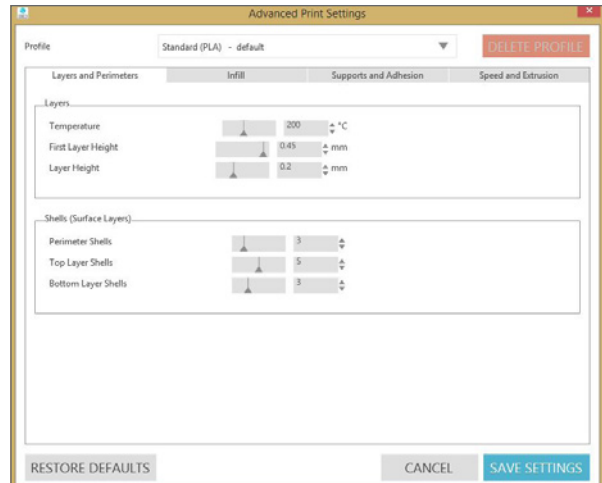 Advanced Print Settings
Profile Standard (PLA) - default DELETE PROFILE
Layers and Perimeters Infill Supports and Adhesion Speed and Extrusion
Layers
Temperature 200 °C
First Layer Height 0.45 mm
Layer Height 0.2 mm
Shells (Surface Layers)
Perimeter Shells 3
Top Layer Shells 5
Bottom Layer Shells 3
RESTORE DEFAULTS CANCEL SAVE SETTINGS